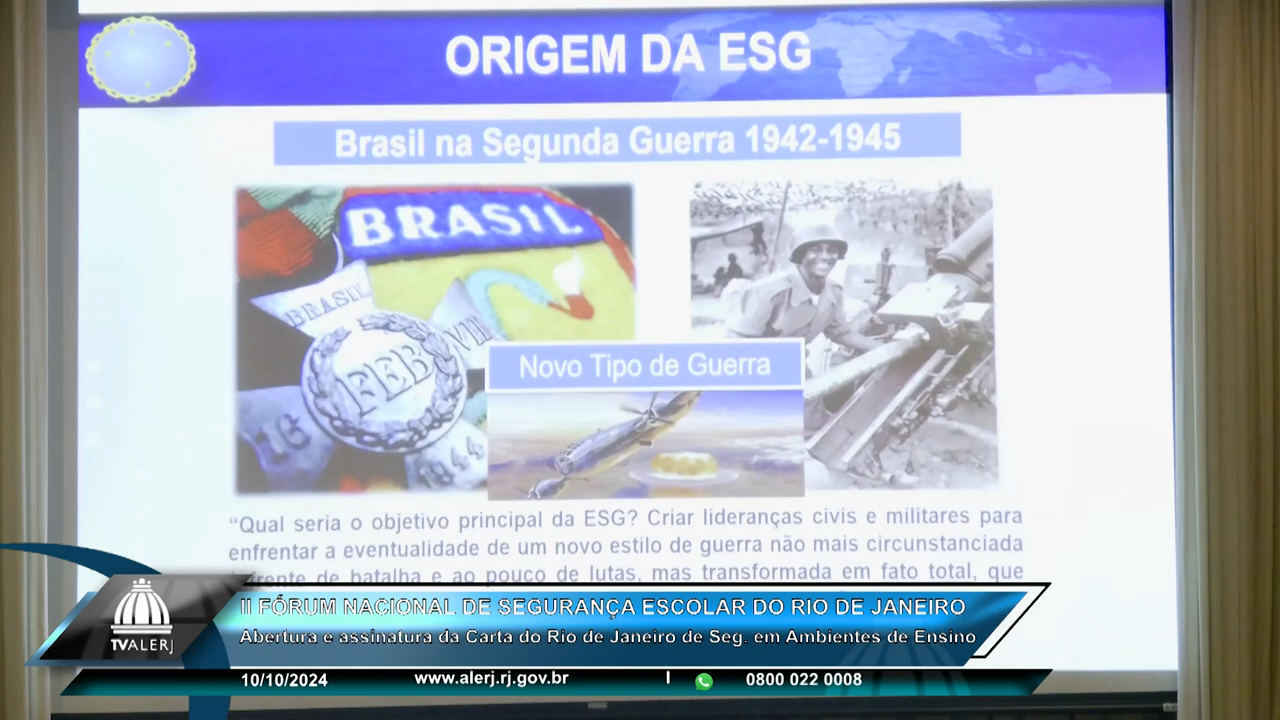 ORIGEM DA ESG
Brasil na Segunda Guerra 1942-1945
BRASIL
BRASIL
FEB
VII
16
1944
Novo Tipo de Guerra
“Qual seria o objetivo principal da ESG? Criar lideranças civis e militares para
enfrentar a eventualidade de um novo estilo de guerra não mais circunstanciada
frente de batalha e ao pouco de lutas, mas transformada em fato total, que
II FÓRUM NACIONAL DE SEGURANÇA ESCOLAR DO RIO DE JANEIRO
Abertura e assinatura da Carta do Rio de Janeiro de Seg. em Ambientes de Ensino
TVALERJ
10/10/2024 www.alerj.rj.gov.br | 0800 022 0008